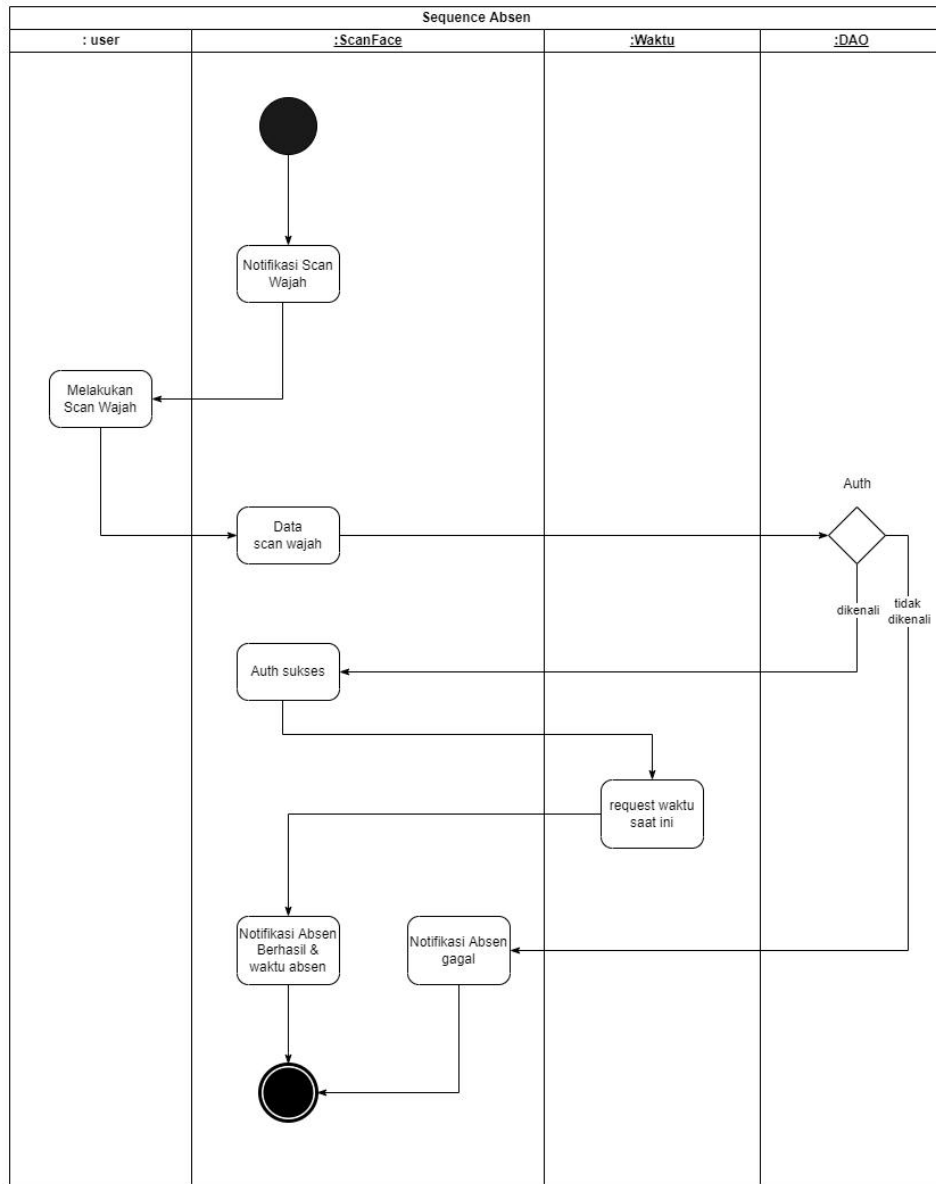 Sequence Absen
: user
:ScanFace
:Waktu
:DAO
Notifikasi Scan
Wajah
Melakukan
Scan Wajah
Data
scan wajah
Auth
dikenali
tidak
dikenali
Auth sukses
request waktu
saat ini
Notifikasi Absen
Berhasil &
waktu absen
Notifikasi Absen
gagal